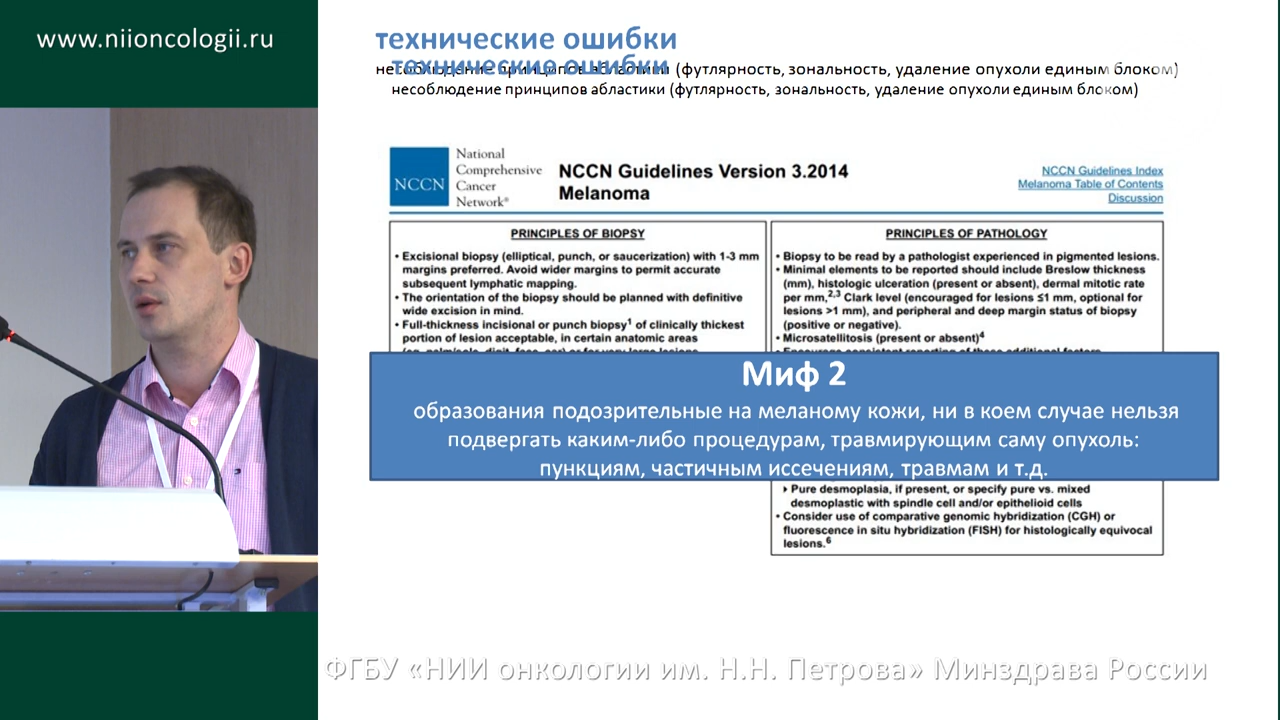 www.niioncologii.ru
технические ошибки
технические ошибки
несоблюдение принципов абластики (футлярность, зональность, удаление опухоли единым блоком)
несоблюдение принципов абластики (футлярность, зональность, удаление опухоли единым блоком)
NCCN
National
Comprehensive
Cancer
Network®
NCCN Guidelines Version 3.2014
Melanoma
NCCN Guidelines Index
Melanoma Table of Contents
Discussion
PRINCIPLES OF BIOPSY
• Excisional biopsy (elliptical, punch, or saucerization) with 1-3 mm
margins preferred. Avoid wider margins to permit accurate
subsequent lymphatic mapping.
• The orientation of the biopsy should be planned with definitive
wide excision in mind.
• Full-thickness incisional or punch biopsy1 of clinically thickest
portion of lesion acceptable, in certain anatomic areas
PRINCIPLES OF PATHOLOGY
• Biopsy to be read by a pathologist experienced in pigmented lesions.
• Minimal elements to be reported should include Breslow thickness
(mm), histologic ulceration (present or absent), dermal mitotic rate
per mm,2,3 Clark level (encouraged for lesions ≤1 mm, optional for
lesions >1 mm), and peripheral and deep margin status of biopsy
(positive or negative).
• Microsatellitosis (present or absent)4
Миф 2
образования подозрительные на меланому кожи, ни в коем случае нельзя
подвергать каким-либо процедурам, травмирующим саму опухоль:
пункциям, частичным иссечениям, травмам и т.д.
Pure desmoplasia, if present, or specify pure vs. mixed
desmoplastic with spindle cell and/or epithelioid cells
• Consider use of comparative genomic hybridization (CGH) or
fluorescence in situ hybridization (FISH) for histologically equivocal
lesions.6
ФГБУ «НИИ онкологии им. Н.Н. Петрова» Минздрава России